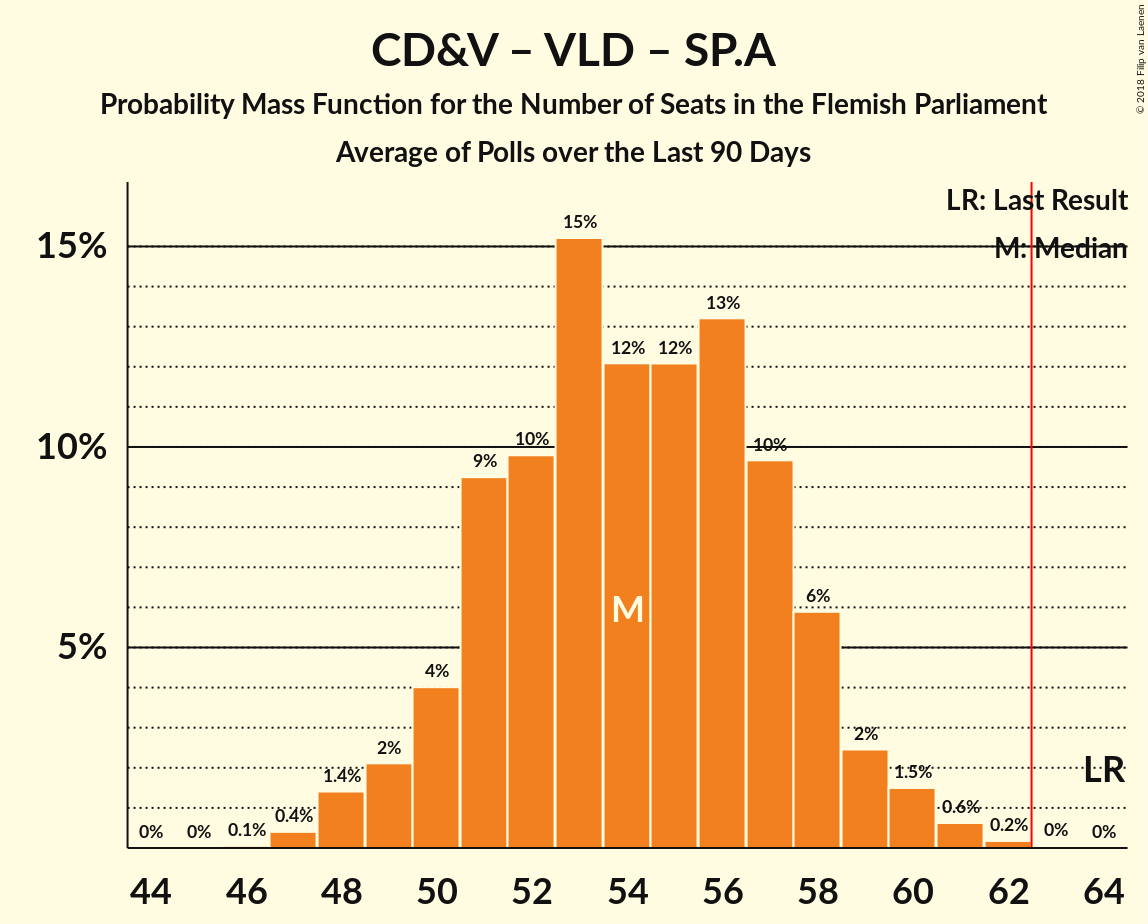 CD&V – VLD – SP.A
Probability Mass Function for the Number of Seats in the Flemish Parliament
Average of Polls over the Last 90 Days
© 2018 Filip van Laenen
LR: Last Result
M: Median
15%
10%
5%
0%
0%
0.1%
0.4%
1.4%
2%
4%
9%
10%
15%
12%
12%
13%
10%
6%
2%
1.5%
0.6%
0.2%
0%
0%
M
LR
44 46 48 50 52 54 56 58 60 62 64